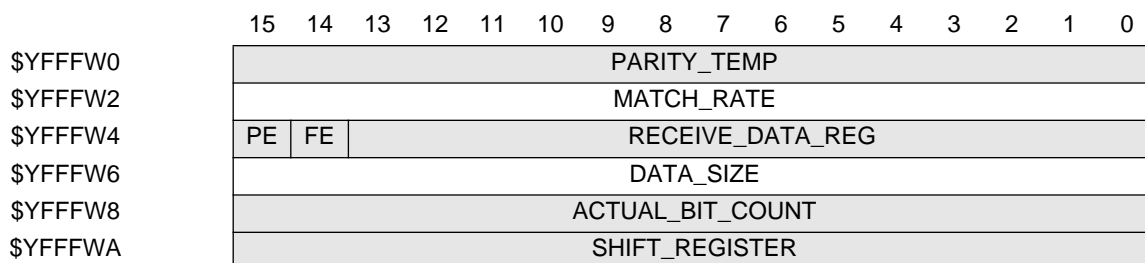 15 14 13 12 11 10 9 8 7 6 5 4 3 2 1 0
$YFFFW0 PARITY_TEMP
$YFFFW2 MATCH_RATE
$YFFFW4 PE FE RECEIVE_DATA_REG
$YFFFW6 DATA_SIZE
$YFFFW8 ACTUAL_BIT_COUNT
$YFFFWA SHIFT_REGISTER